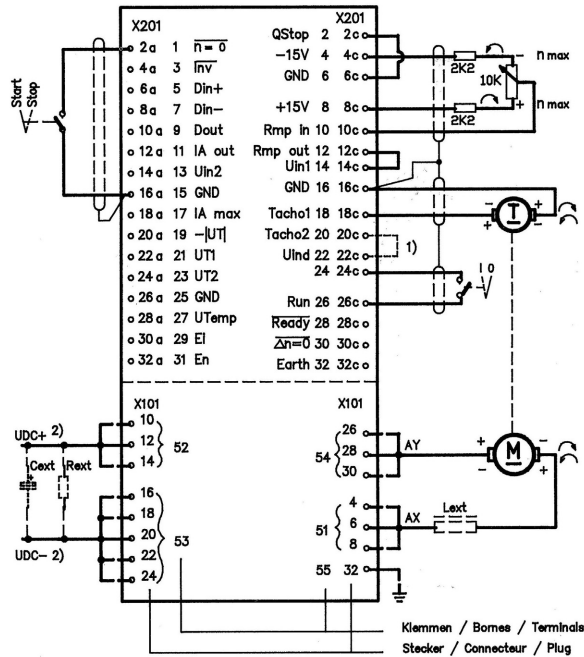 X201
X201
2a 1 n = 0
QStop 2 2c
4a 3 Inv
-15V 4 4c
6a 5 Din+
GND 6 6c
8a 7 Din-
+15V 8 8c
10a 9 Dout
Rmp in 10 10c
12a 11 IA out
Rmp out 12 12c
14a 13 Uin2
Uin1 14 14c
16a 15 GND
GND 16 16c
18a 17 IA max
Tacho1 18 18c
20a 19 -|UT|
Tacho2 20 20c
22a 21 UT1
UInd 22 22c
24a 23 UT2
24 24c
26a 25 GND
Run 26 26c
28a 27 UTemp
Ready 28 28c
30a 29 EI
Δn=0 30 30c
32a 31 En
Earth 32 32c
Start
Stop
2K2
- n max
10K
+ n max
2K2
- T -
+ +
1)
I O
X101
X101
10
12
14
52
UDC+ 2)
Cext
+
Rext
16
18
20
22
24
53
UDC- 2)
26
28
30
54
AY
+ M -
- +
4
6
8
51
AX
Lext
55 32
Klemmen / Bornes / Terminals
Stecker / Connecteur / Plug